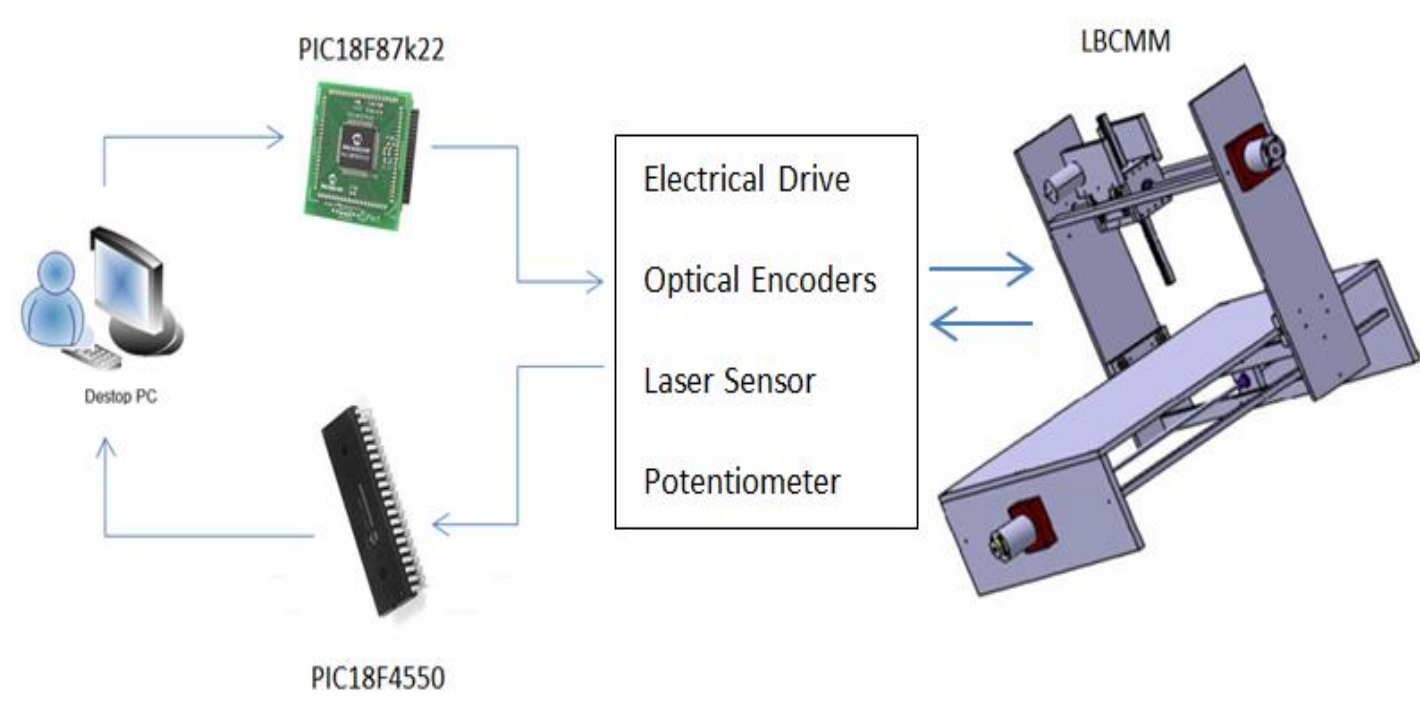 PIC18F87k22
LBCMM
Electrical Drive
Optical Encoders
Laser Sensor
Potentiometer
Destop PC
PIC18F4550